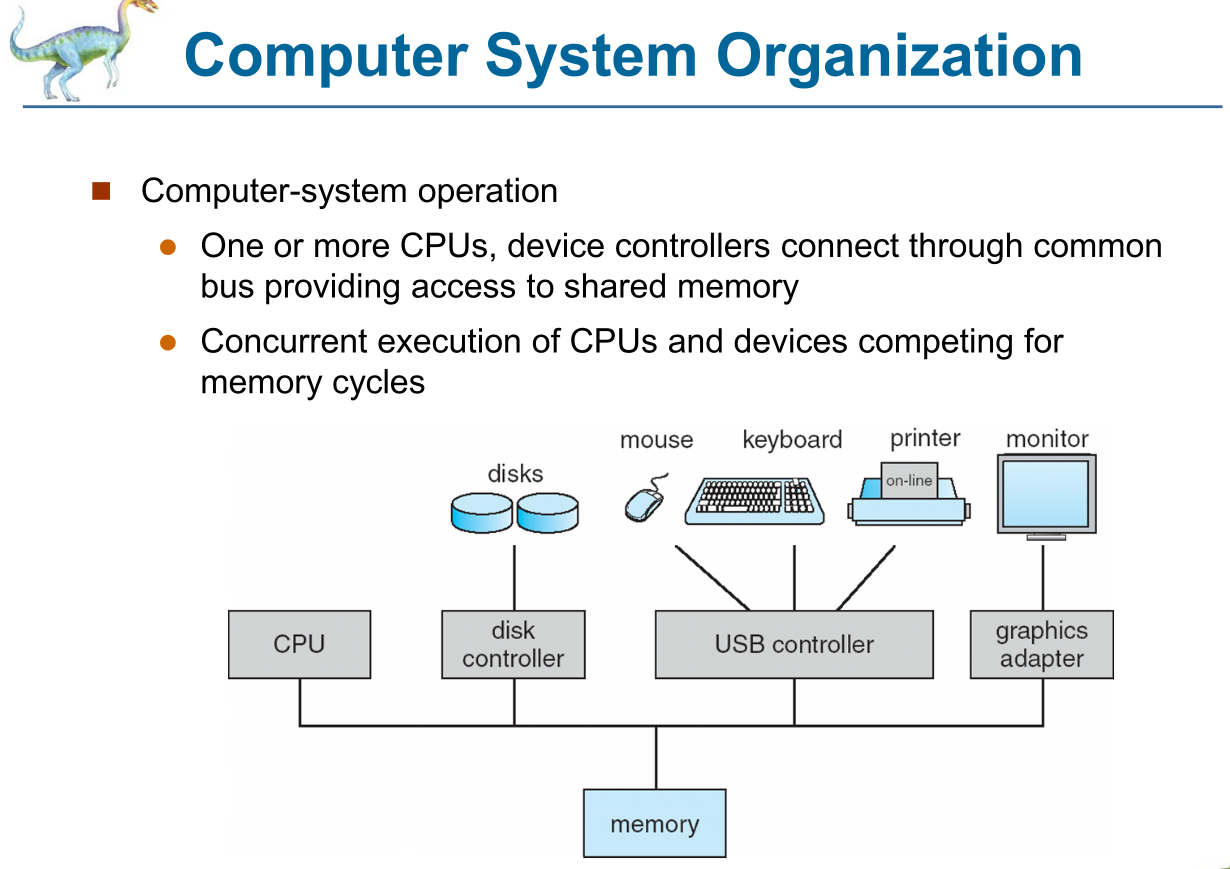 Computer System Organization
Computer-system operation
One or more CPUs, device controllers connect through common
bus providing access to shared memory
Concurrent execution of CPUs and devices competing for
memory cycles
mouse
keyboard
printer
monitor
disks
on-line
CPU
disk
controller
USB controller
graphics
adapter
memory